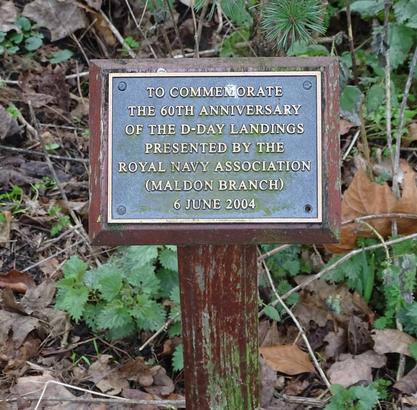 TO COMMEMORATE
THE 60TH ANNIVERSARY
OF THE D-DAY LANDINGS
PRESENTED BY THE
ROYAL NAVY ASSOCIATION
(MALDON BRANCH)
6 JUNE 2004